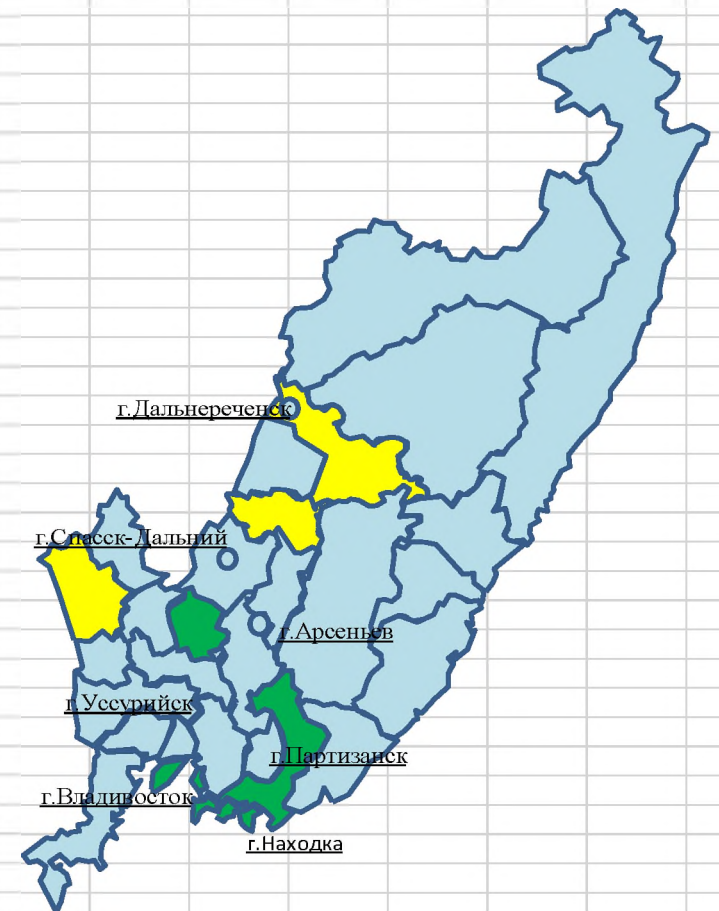 г.Дальнереченск
г.Спасск-Дальний
г.Арсеньев
г.Уссурийск
г.Партизанск
г.Владивосток
г.Находка